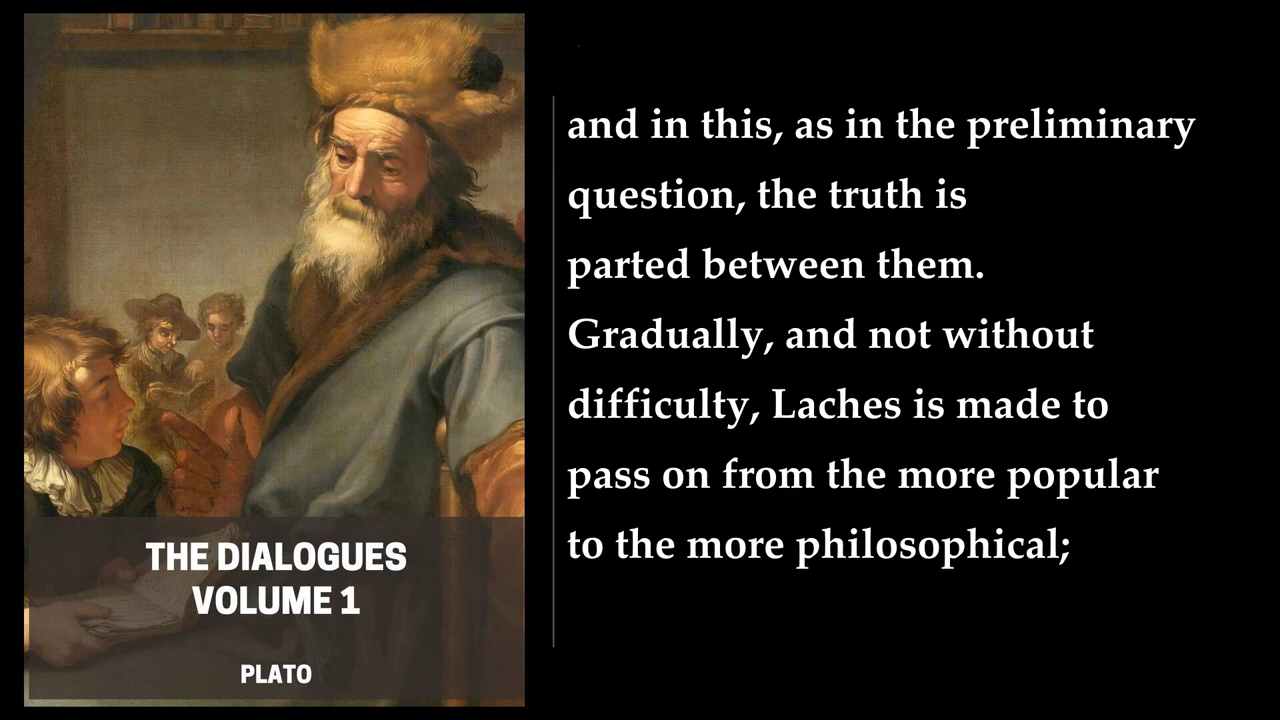 THE DIALOGUES
VOLUME 1
PLATO
and in this, as in the preliminary
question, the truth is
parted between them.
Gradually, and not without
difficulty, Laches is made to
pass on from the more popular
to the more philosophical;